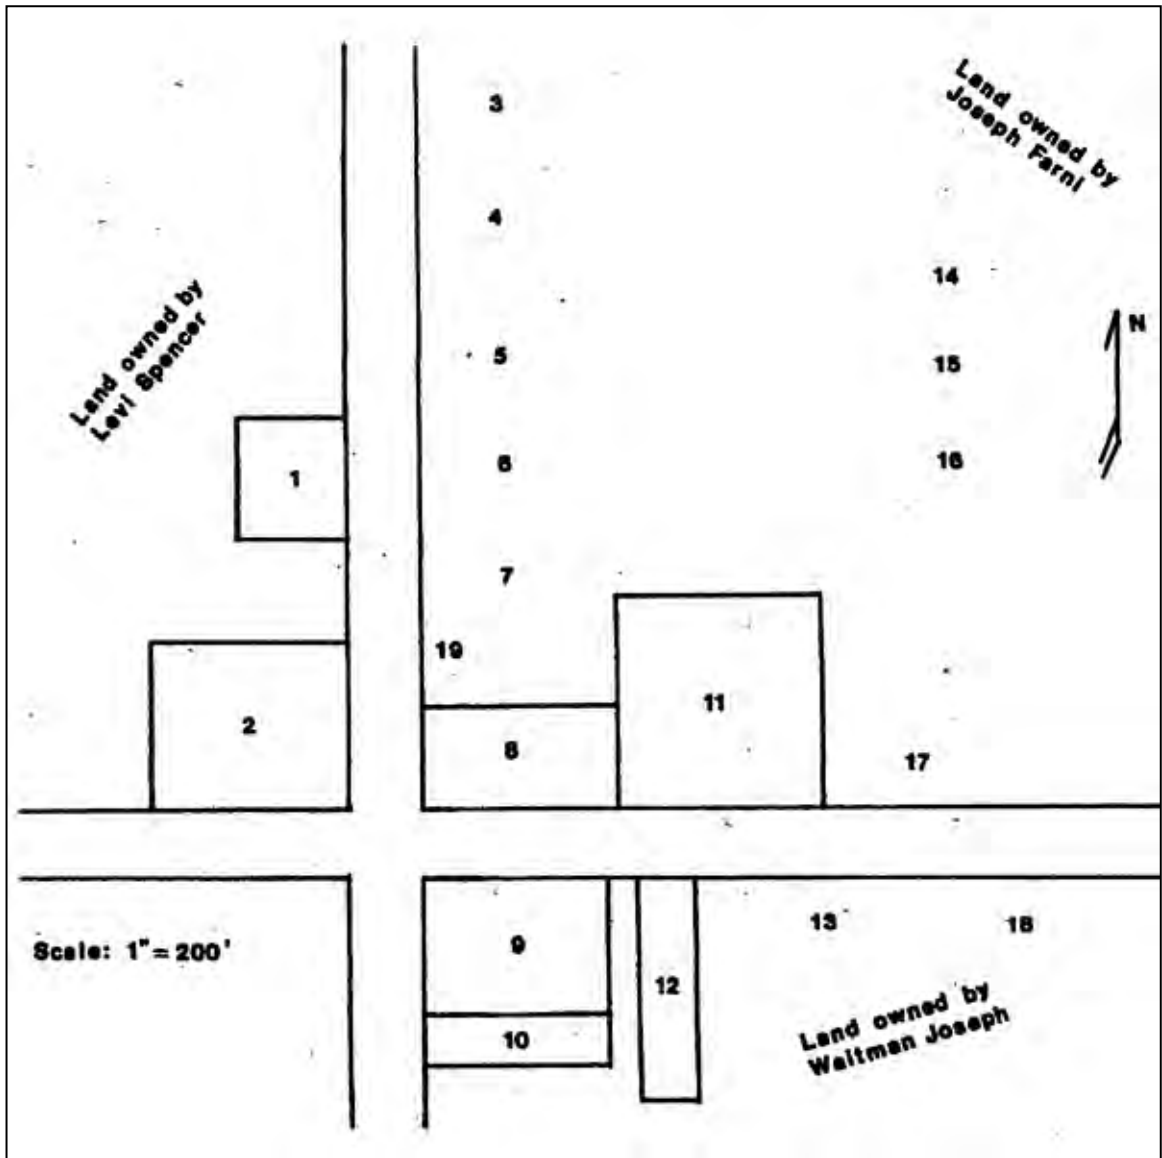 3
Land owned by
Joseph Farni
4
14
N
Land owned by
Levi Spencer
5
15
6
16
1
7
19
11
2
8
17
13
18
9
Scale: 1" = 200'
12
10
Land owned by
Waitman Joseph